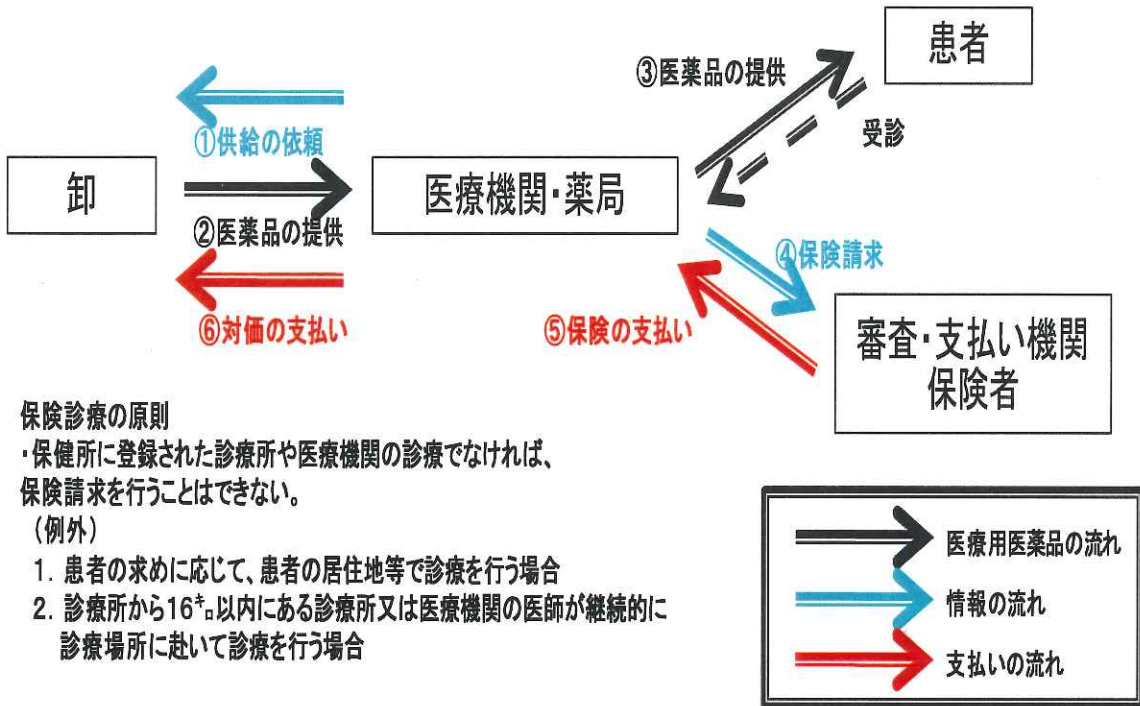 患者
③医薬品の提供
受診
①供給の依頼
卸
医療機関・薬局
②医薬品の提供
④保険請求
⑥対価の支払い
⑤保険の支払い
審査・支払い機関
保険者
保険診療の原則
・保健所に登録された診療所や医療機関の診療でなければ、
保険請求を行うことはできない。
（例外）
1．患者の求めに応じて、患者の居住地等で診療を行う場合
2．診療所から16㌔以内にある診療所又は医療機関の医師が継続的に
診療場所に赴いて診療を行う場合
医療用医薬品の流れ
情報の流れ
支払いの流れ